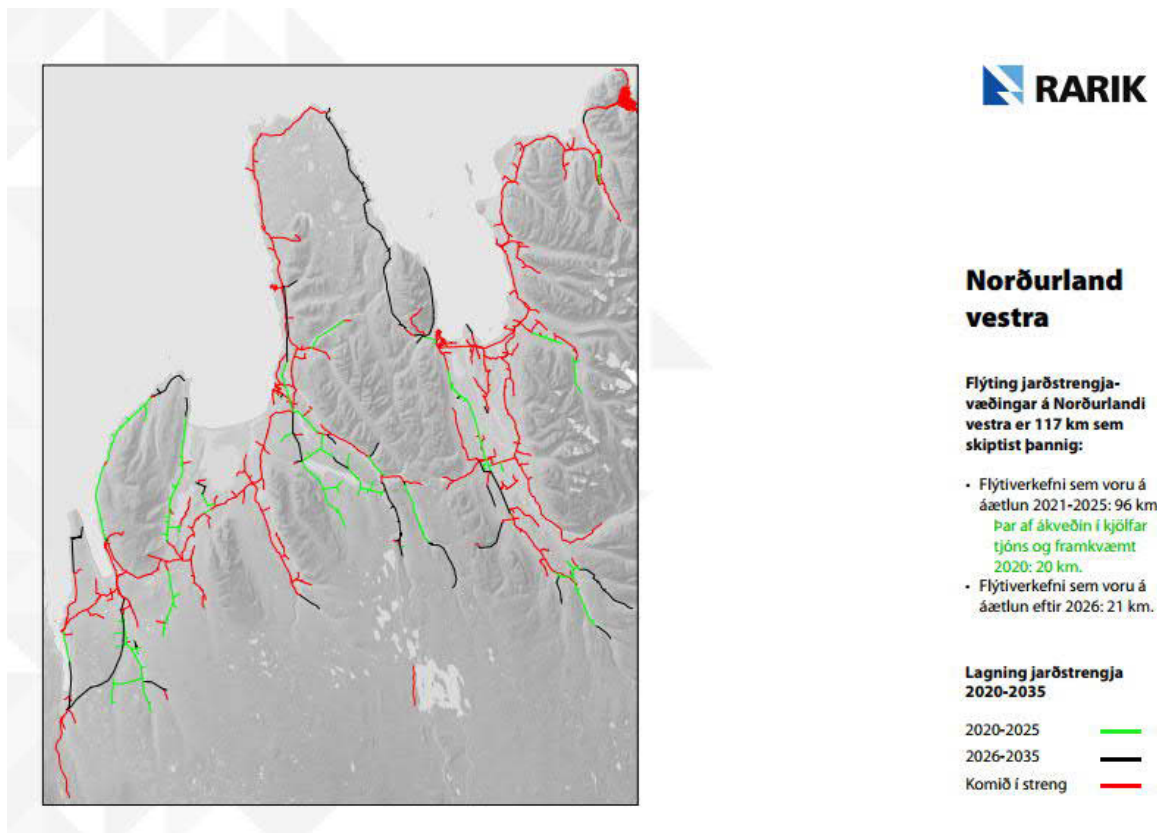 RARIK
Norðurland
vestra
Flýting jarðstrengja-
væðingar á Norðurlandi
vestra er 117 km sem
skiptist þannig:
• Flýtiverkefni sem voru á
áætlun 2021-2025: 96 km
Þar af ákveðin í kjölfar
tjóns og framkvæmt
2020: 20 km.
• Flýtiverkefni sem voru á
áætlun eftir 2026: 21 km.
Lagning jarðstrengja
2020-2035
2020-2025
2026-2035
Komið í streng